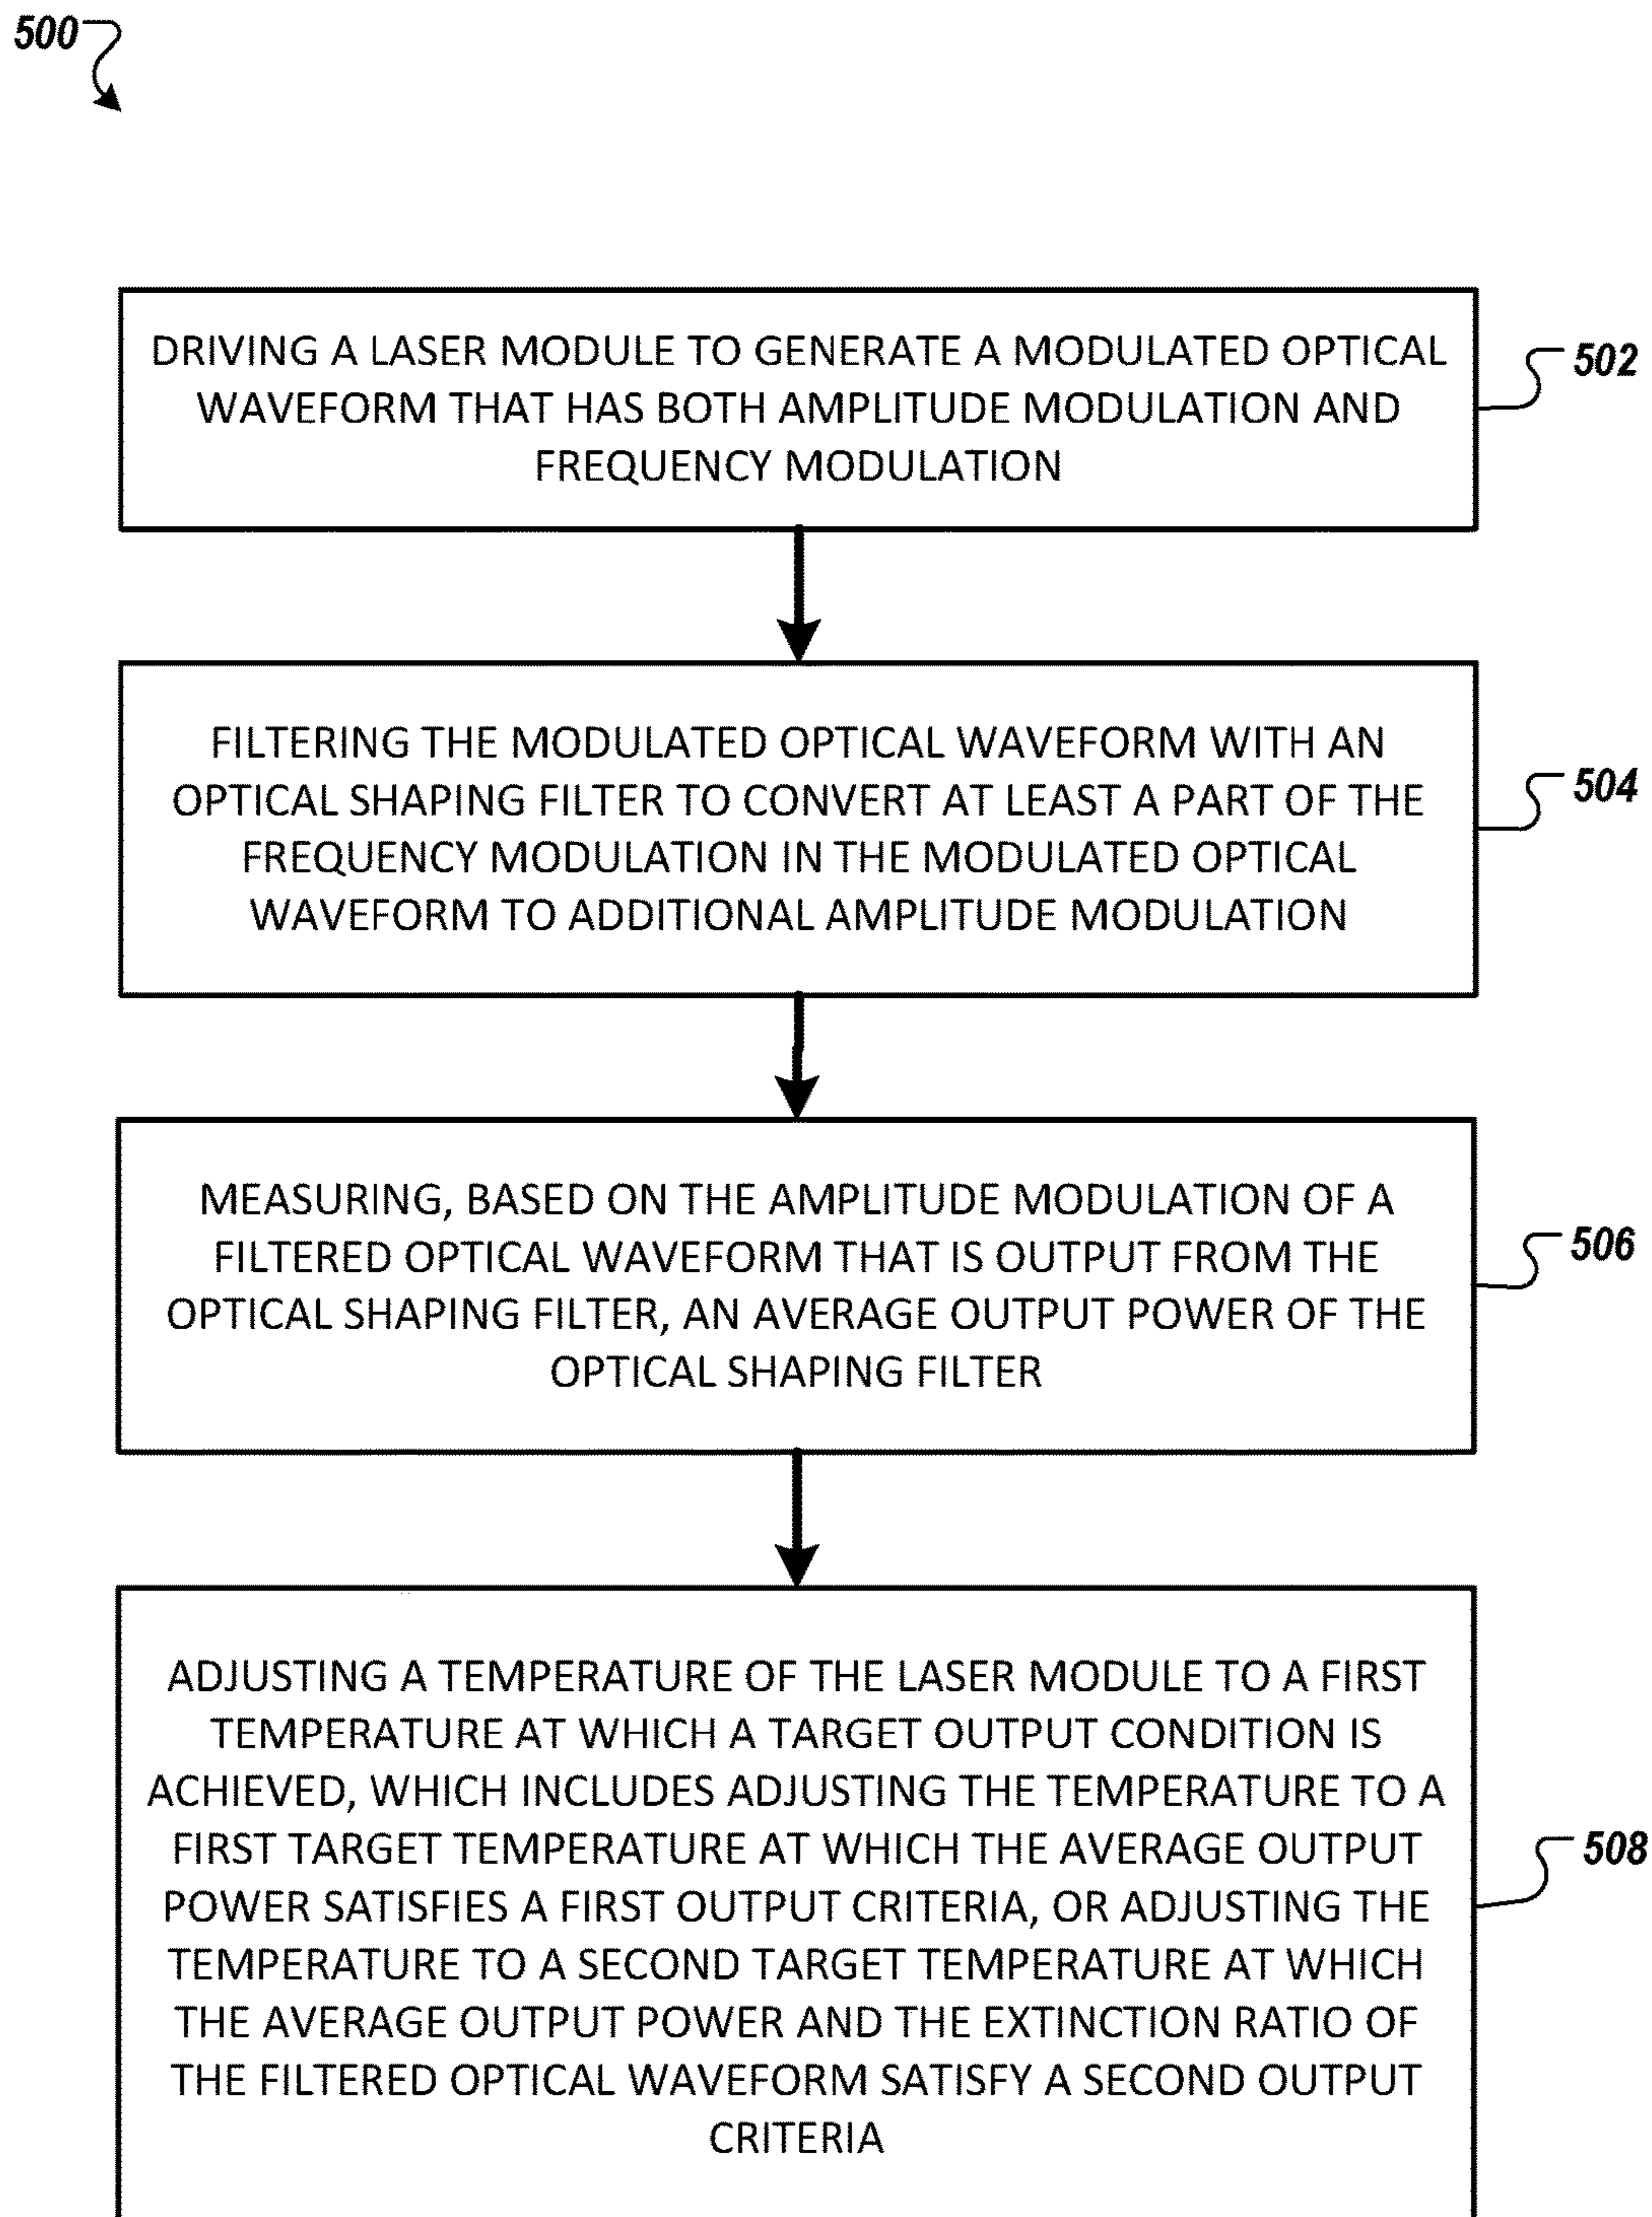 500
DRIVING A LASER MODULE TO GENERATE A MODULATED OPTICAL
WAVEFORM THAT HAS BOTH AMPLITUDE MODULATION AND
FREQUENCY MODULATION
502
FILTERING THE MODULATED OPTICAL WAVEFORM WITH AN
OPTICAL SHAPING FILTER TO CONVERT AT LEAST A PART OF THE
FREQUENCY MODULATION IN THE MODULATED OPTICAL
WAVEFORM TO ADDITIONAL AMPLITUDE MODULATION
504
MEASURING, BASED ON THE AMPLITUDE MODULATION OF A
FILTERED OPTICAL WAVEFORM THAT IS OUTPUT FROM THE
OPTICAL SHAPING FILTER, AN AVERAGE OUTPUT POWER OF THE
OPTICAL SHAPING FILTER
506
ADJUSTING A TEMPERATURE OF THE LASER MODULE TO A FIRST
TEMPERATURE AT WHICH A TARGET OUTPUT CONDITION IS
ACHIEVED, WHICH INCLUDES ADJUSTING THE TEMPERATURE TO A
FIRST TARGET TEMPERATURE AT WHICH THE AVERAGE OUTPUT
POWER SATISFIES A FIRST OUTPUT CRITERIA, OR ADJUSTING THE
TEMPERATURE TO A SECOND TARGET TEMPERATURE AT WHICH
THE AVERAGE OUTPUT POWER AND THE EXTINCTION RATIO OF
THE FILTERED OPTICAL WAVEFORM SATISFY A SECOND OUTPUT
CRITERIA
508